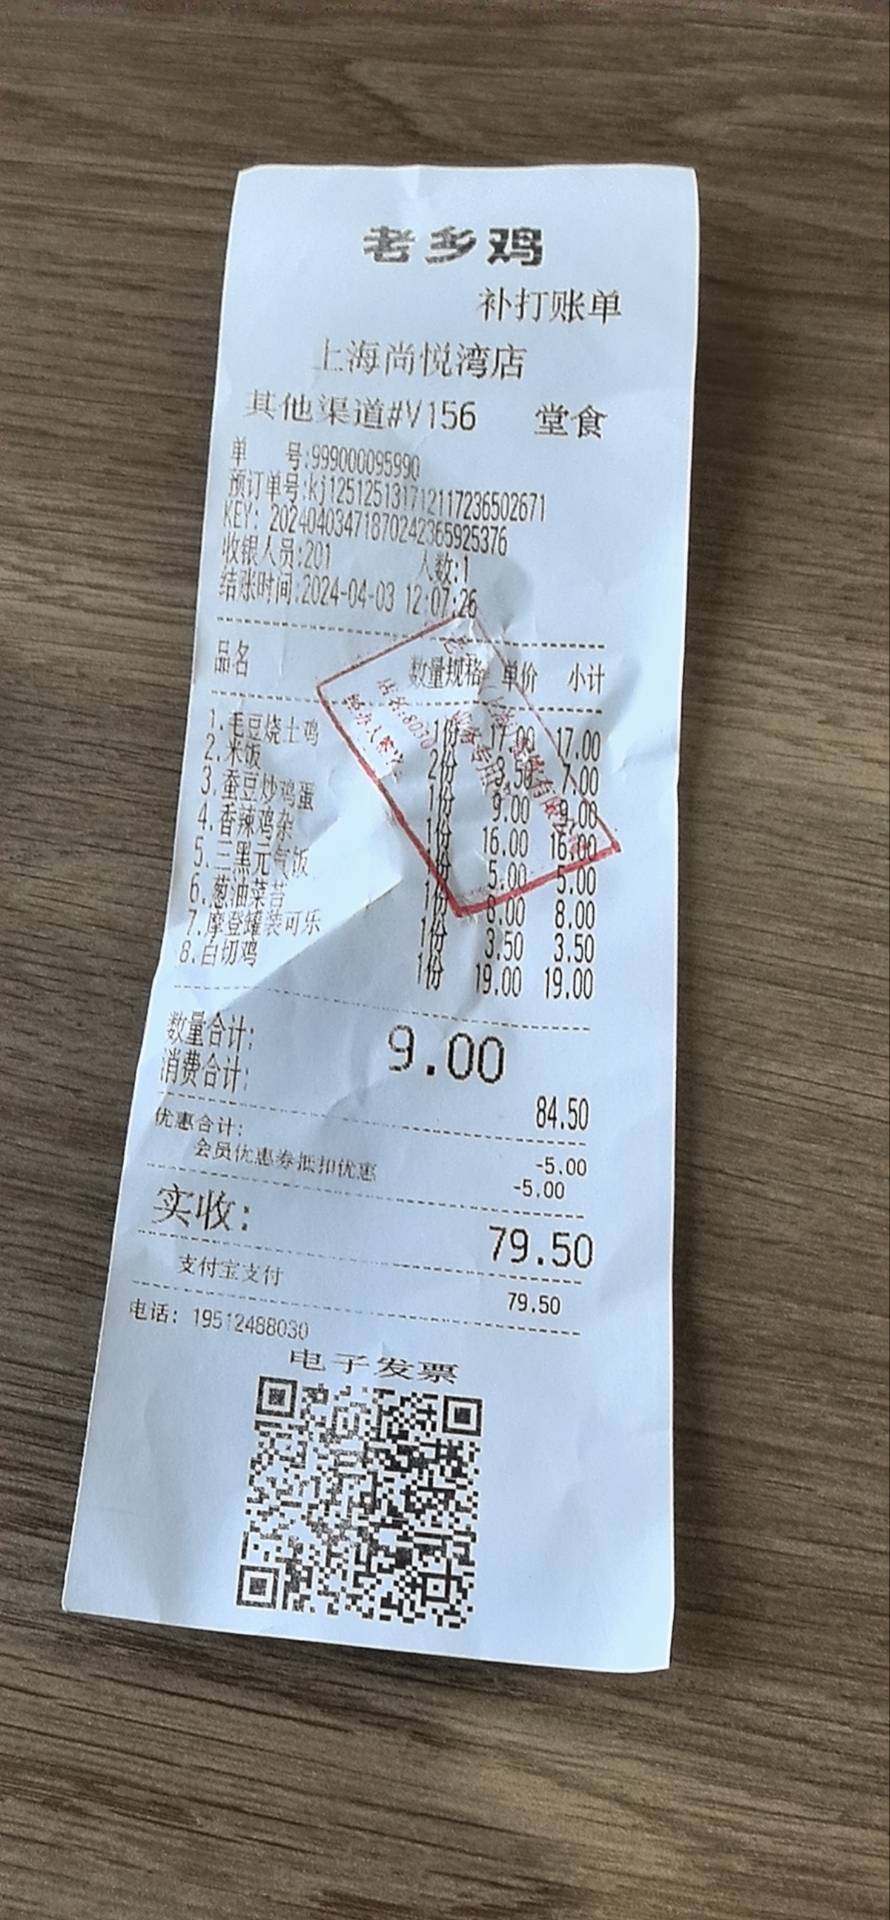 老乡鸡
补打账单
上海尚悦湾店
其他渠道#V156 堂食
单 号:999000095990
预订单号:kj1251251317121172365026​71
KEY: 20240403471870242365925376
收银人员:201 人数:1
结账时间:2024-04-03 12:07:26
品名 数量规格 单价 小计
1.毛豆烧土鸡 1份 17.00 17.00
2.米饭 2份 3.50 7.00
3.蚕豆炒鸡蛋 1份 9.00 9.00
4.香辣鸡杂 1份 16.00 16.00
5.三黑元气饭 1份 5.00 5.00
6.葱油菜苔 1份 8.00 8.00
7.摩登罐装可乐 1份 3.50 3.50
8.白切鸡 1份 19.00 19.00
数量合计: 9.00
消费合计: 84.50
优惠合计: -5.00
会员优惠券抵扣优惠 -5.00
实收: 79.50
支付宝支付 79.50
电话: 19512488030
电子发票